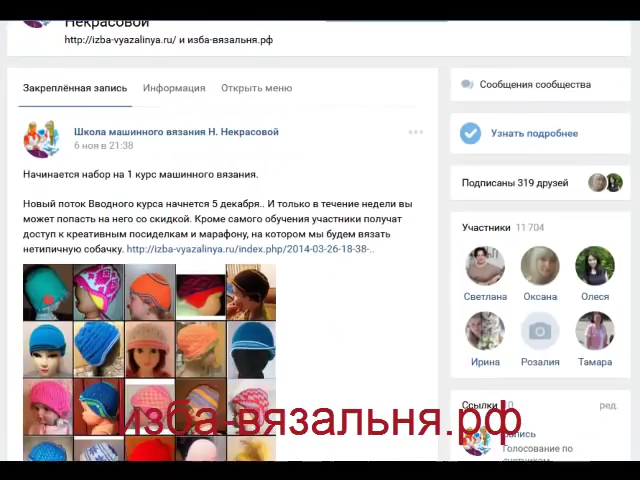 Некрасовой
http://izba-vyazalinya.ru/ и изба-вязальня.рф
Закреплённая запись Информация Открыть меню
Школа машинного вязания Н. Некрасовой
6 ноя в 21:38
Начинается набор на 1 курс машинного вязания.
Новый поток Вводного курса начнется 5 декабря.. И только в течение недели вы
может попасть на него со скидкой. Кроме самого обучения участники получат
доступ к креативным посиделкам и марафону, на котором мы будем вязать
нетипичную собачку. http://izba-vyazalinya.ru/index.php/2014-03-26-18-38-..
Сообщения сообщества
Узнать подробнее
Подписаны 319 друзей
Участники 11 704
Светлана Оксана Олеся
Ирина Розалия Тамара
Ссылки ред.
Запись
Голосование по
изба-вязальня.рф